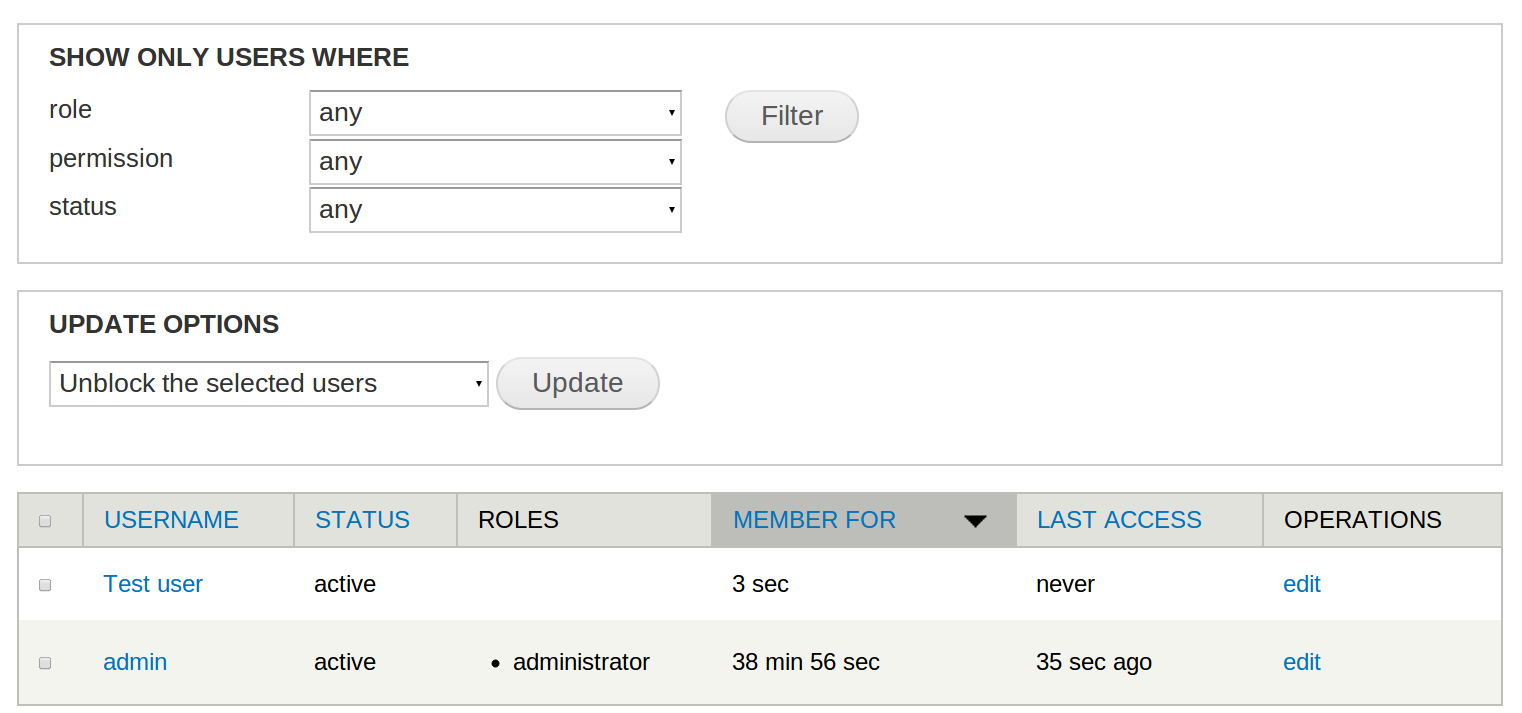 SHOW ONLY USERS WHERE
role any Filter
permission any
status any
UPDATE OPTIONS
Unblock the selected users Update
USERNAME STATUS ROLES MEMBER FOR LAST ACCESS OPERATIONS
Test user active 3 sec never edit
admin active • administrator 38 min 56 sec 35 sec ago edit